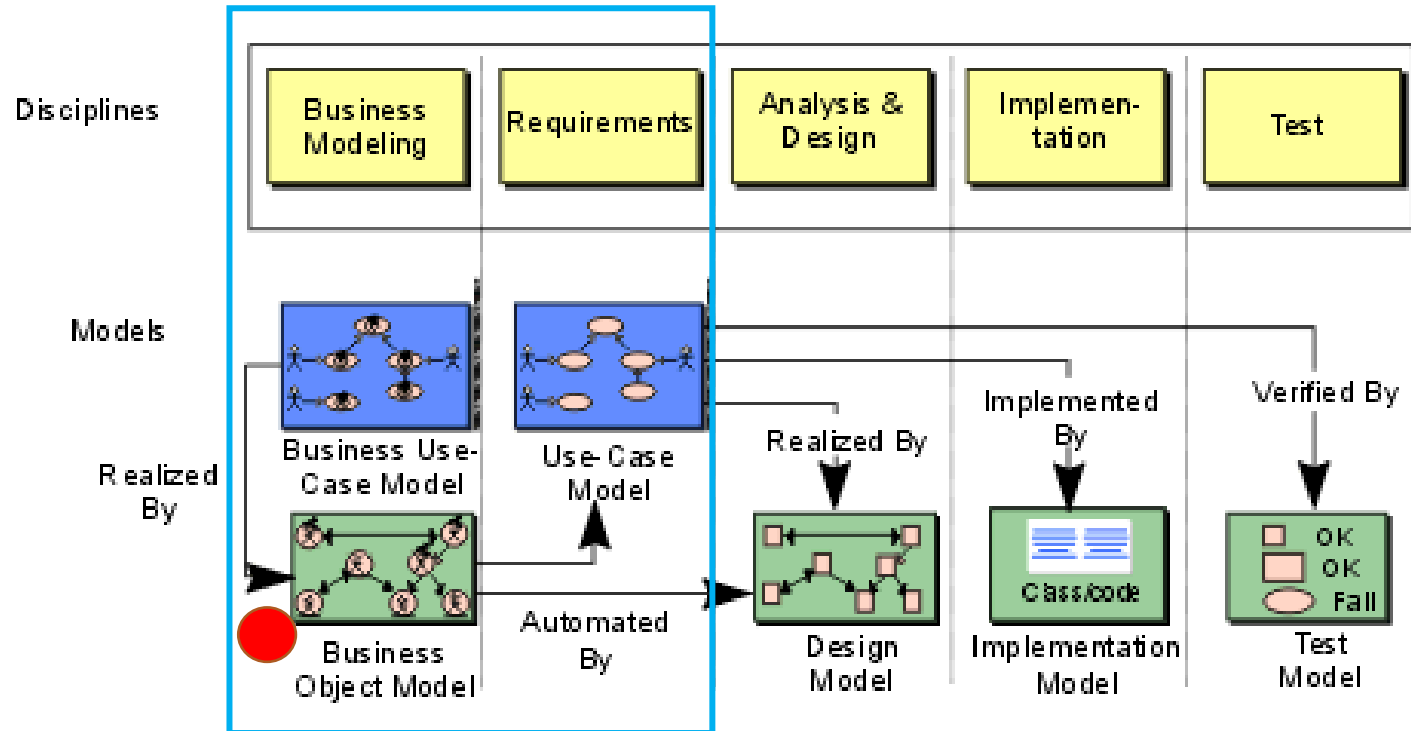 Disciplines
Business
Modeling
Requirements
Analysis &
Design
Implemen-
tation
Test
Models
Business Use-
Case Model
Use-Case
Model
Realized
By
Realized By
Implemented
By
Verified By
Automated
By
Business
Object Model
Design
Model
Class/code
Implementation
Model
OK
OK
Fail
Test
Model